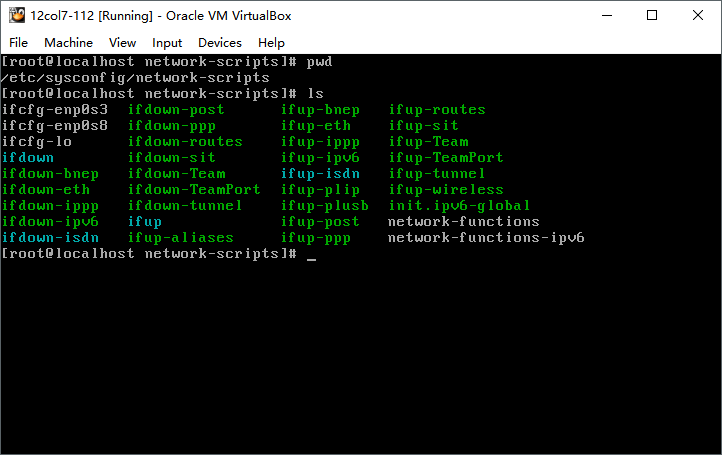 12col7-112 [Running] - Oracle VM VirtualBox
File Machine View Input Devices Help
[root@localhost network-scripts]# pwd
/etc/sysconfig/network-scripts
[root@localhost network-scripts]# ls
ifcfg-enp0s3 ifdown-post ifup-bnep ifup-routes
ifcfg-enp0s8 ifdown-ppp ifup-eth ifup-sit
ifcfg-lo ifdown-routes ifup-ippp ifup-Team
ifdown ifdown-sit ifup-ipv6 ifup-TeamPort
ifdown-bnep ifdown-Team ifup-isdn ifup-tunnel
ifdown-eth ifdown-TeamPort ifup-plip ifup-wireless
ifdown-ippp ifdown-tunnel ifup-plusb init.ipv6-global
ifdown-ipv6 ifup ifup-post network-functions
ifdown-isdn ifup-aliases ifup-ppp network-functions-ipv6
[root@localhost network-scripts]# _